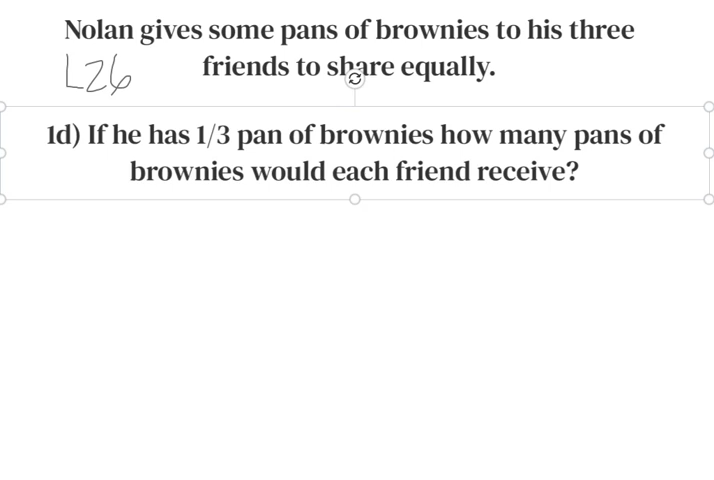 Nolan gives some pans of brownies to his three
friends to share equally.
L26
1d) If he has 1/3 pan of brownies how many pans of
brownies would each friend receive?